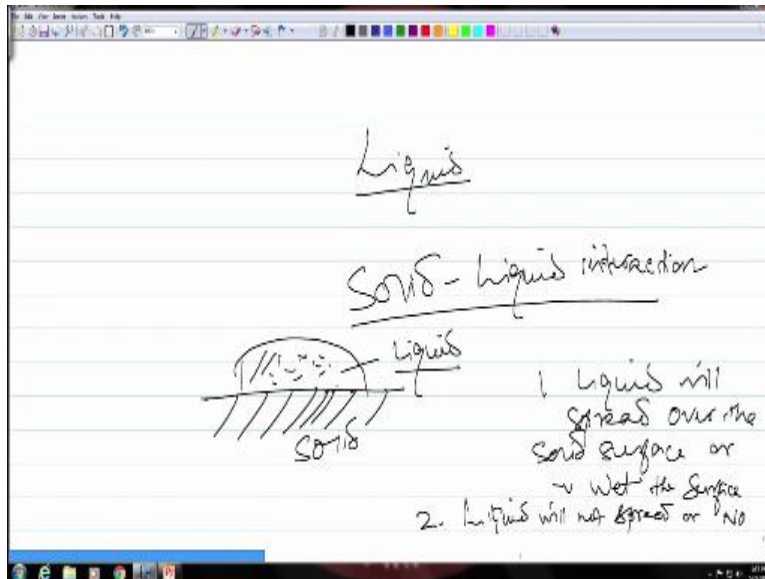 Liquid
Solid - Liquid interaction
Liquid
Solid
1 Liquid will
spread over the
solid surface or
Wet the surface
2. Liquid will not spread or No